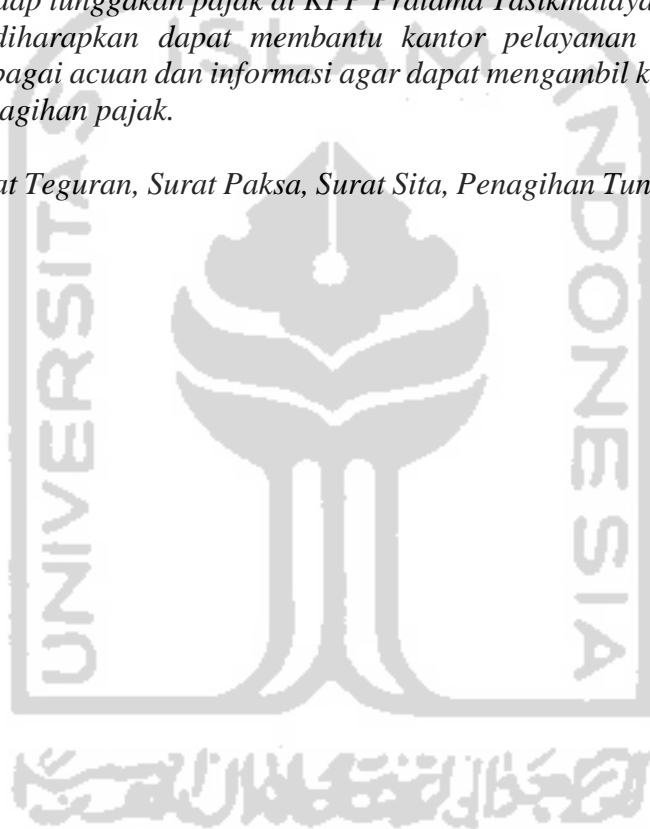 dap tunggakan pajak di KPP Pratama Tasikmalaya
diharapkan dapat membantu kantor pelayanan
bagai acuan dan informasi agar dapat mengambil k
agihan pajak.
at Teguran, Surat Paksa, Surat Sita, Penagihan Tun
ISLAM
UNIVERSITAS
INDONESIA